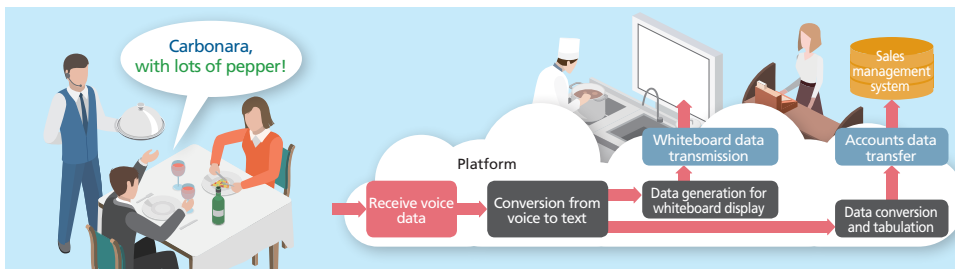 Carbonara,
with lots of pepper!
Sales
management
system
Whiteboard data
transmission
Accounts data
transfer
Platform
Receive voice
data
Conversion from
voice to text
Data generation for
whiteboard display
Data conversion
and tabulation